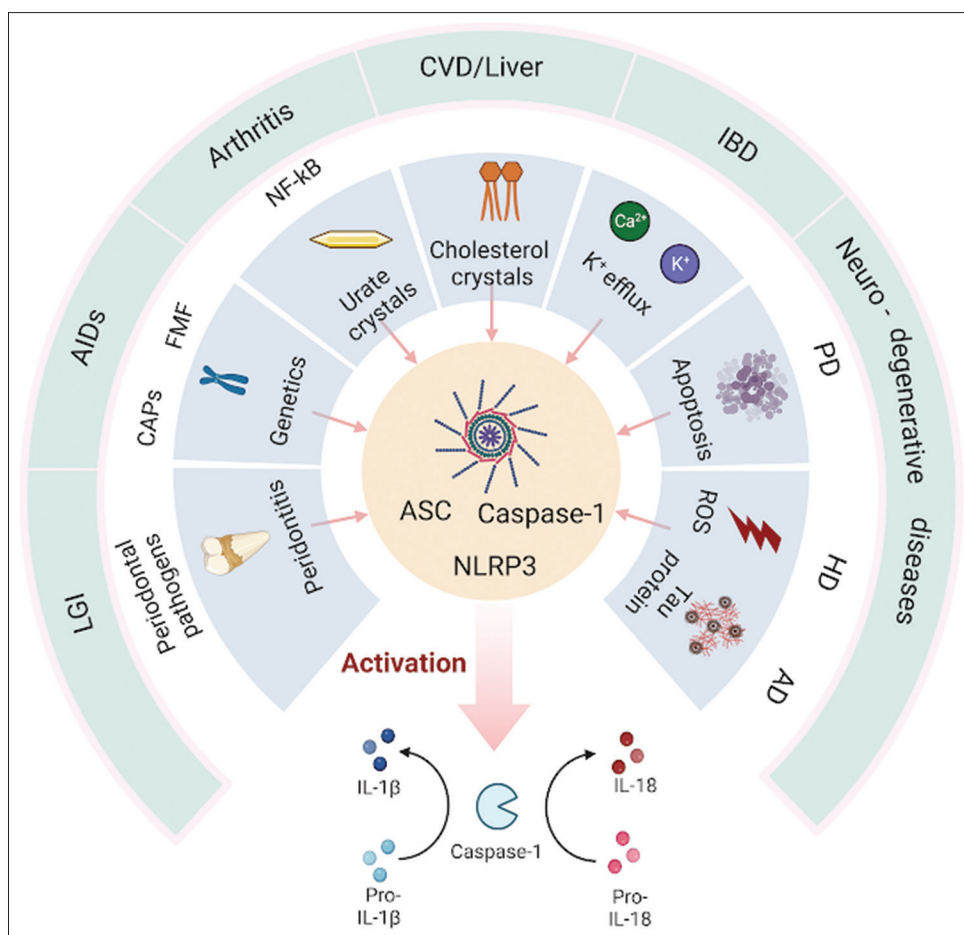 CVD/Liver
Arthritis
IBD
AIDs
Neuro - degenerative diseases
LGI
NF-kB
FMF
CAPs
Periodontal
pathogens
PD
HD
AD
Cholesterol
crystals
Urate
crystals
Ca²⁺
K⁺
K⁺ efflux
Genetics
Apoptosis
Peridontitis
ROS
Tau
protein
ASC Caspase-1
NLRP3
Activation
IL-1β
IL-18
Caspase-1
Pro-
IL-1β
Pro-
IL-18